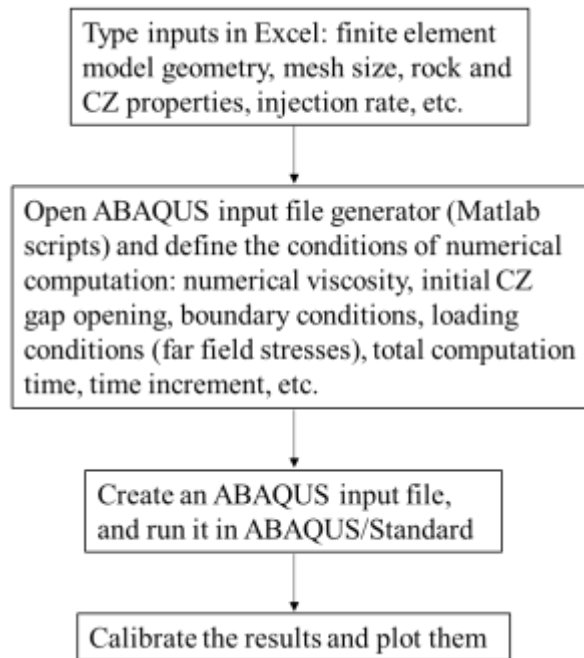 Type inputs in Excel: finite element
model geometry, mesh size, rock and
CZ properties, injection rate, etc.
Open ABAQUS input file generator (Matlab
scripts) and define the conditions of numerical
computation: numerical viscosity, initial CZ
gap opening, boundary conditions, loading
conditions (far field stresses), total computation
time, time increment, etc.
Create an ABAQUS input file,
and run it in ABAQUS/Standard
Calibrate the results and plot them